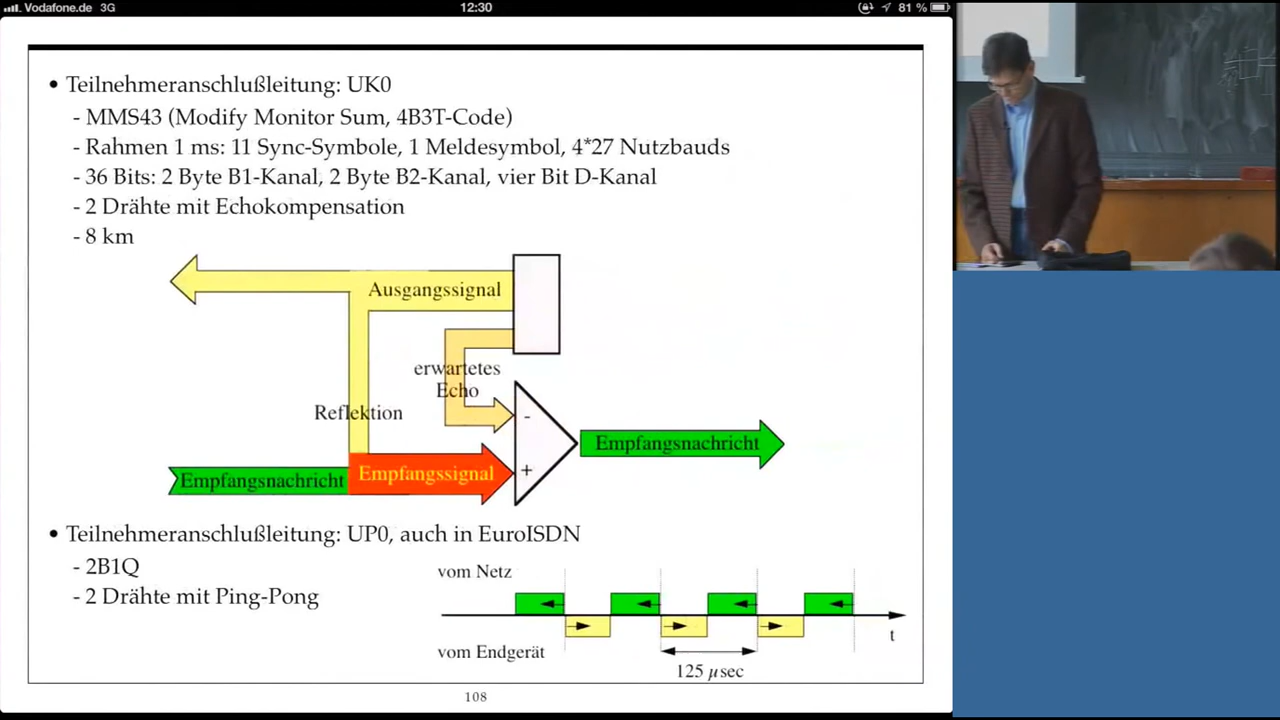 Vodafone.de 3G 12:30 81 %
• Teilnehmeranschlußleitung: UK0
- MMS43 (Modify Monitor Sum, 4B3T-Code)
- Rahmen 1 ms: 11 Sync-Symbole, 1 Meldesymbol, 4*27 Nutzbauds
- 36 Bits: 2 Byte B1-Kanal, 2 Byte B2-Kanal, vier Bit D-Kanal
- 2 Drähte mit Echokompensation
- 8 km
Ausgangssignal
erwartetes
Echo
Reflektion
-
Empfangsnachricht
+
Empfangssignal
Empfangsnachricht
• Teilnehmeranschlußleitung: UP0, auch in EuroISDN
- 2B1Q
- 2 Drähte mit Ping-Pong
vom Netz
t
vom Endgerät
125 µsec
108